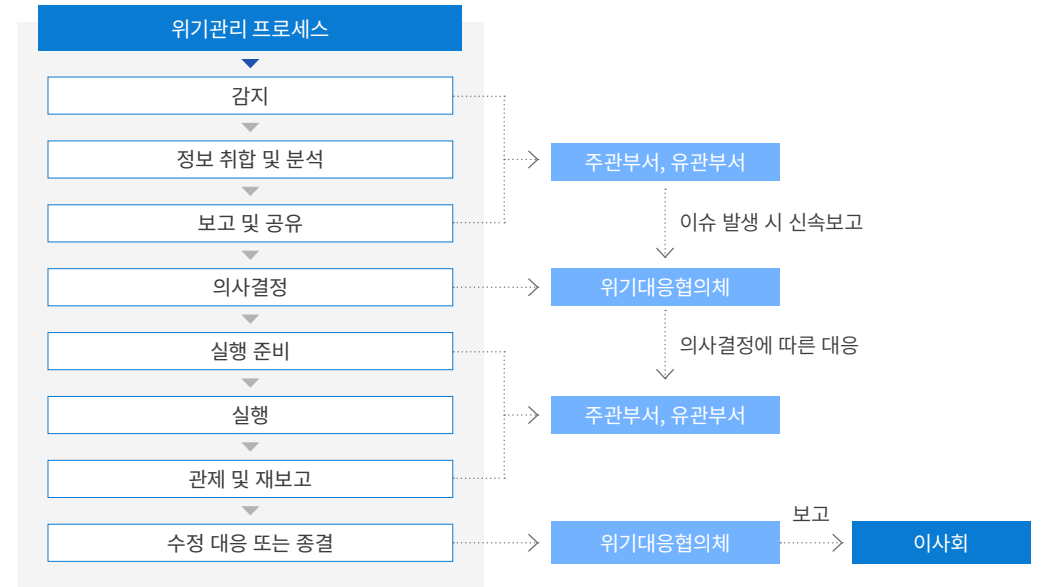 위기관리 프로세스
감지
정보 취합 및 분석
주관부서, 유관부서
보고 및 공유
이슈 발생 시 신속보고
의사결정
위기대응협의체
실행 준비
의사결정에 따른 대응
실행
주관부서, 유관부서
관제 및 재보고
수정 대응 또는 종결
위기대응협의체
보고
이사회